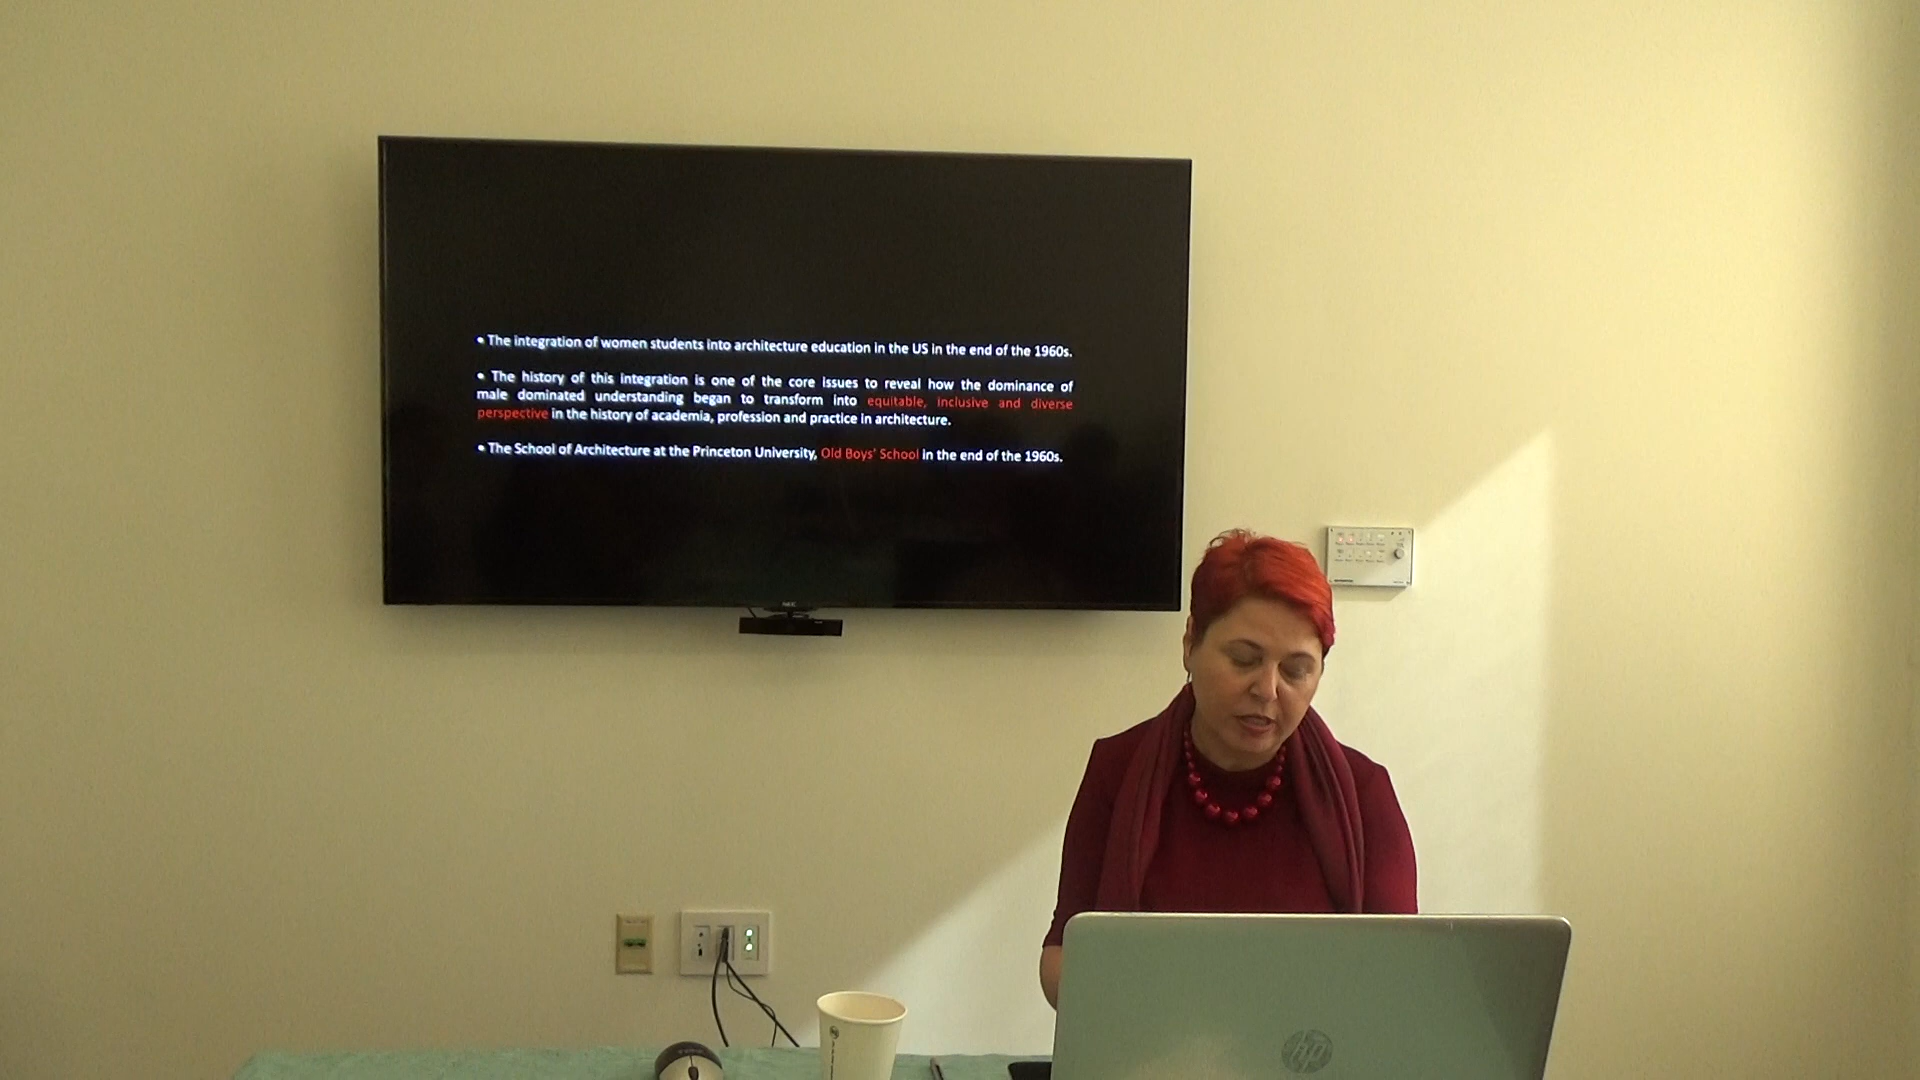 • The integration of women students into architecture education in the US in the end of the 1960s.
• The history of this integration is one of the core issues to reveal how the dominance of
male dominated understanding began to transform into equitable, inclusive and diverse
perspective in the history of academia, profession and practice in architecture.
• The School of Architecture at the Princeton University, Old Boys' School in the end of the 1960s.
NEC
hp